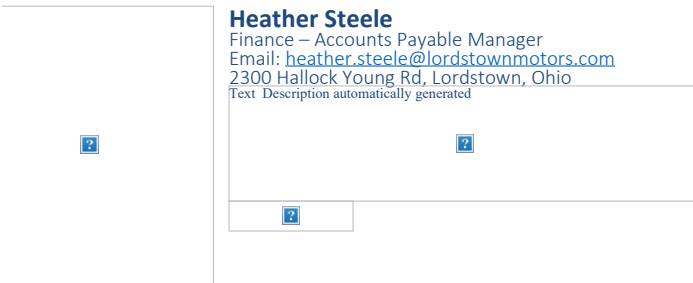 Heather Steele
Finance – Accounts Payable Manager
Email: heather.steele@lordstownmotors.com
2300 Hallock Young Rd, Lordstown, Ohio
Text Description automatically generated